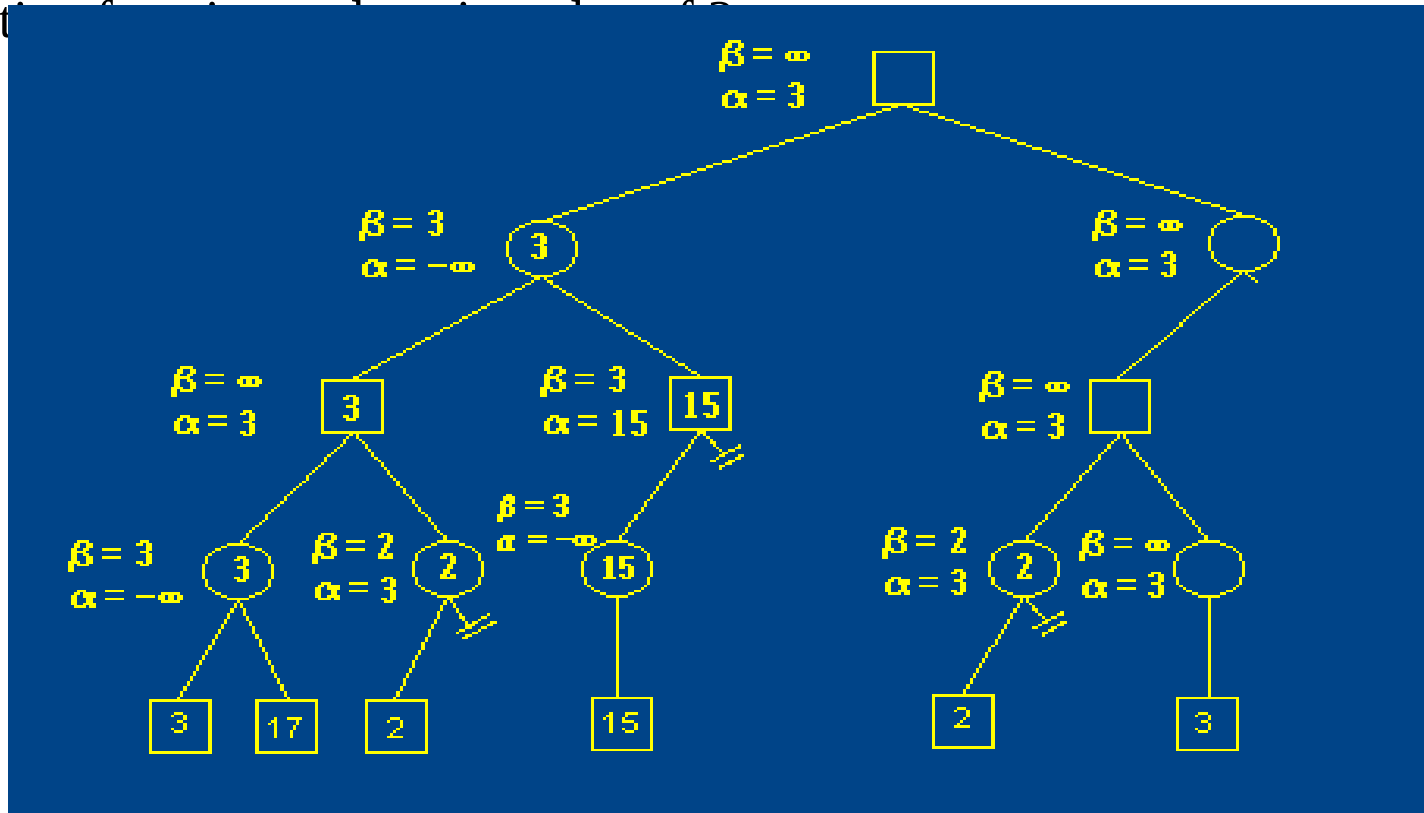 β = ∞
α = 3
β = 3
α = −∞
3
β = ∞
α = 3
β = ∞
α = 3
3
β = 3
α = 15
15
β = ∞
α = 3
β = 3
α = −∞
3
β = 2
α = 3
2
β = 3
α = −∞
15
β = 2
α = 3
2
β = ∞
α = 3
3
17
2
15
2
3